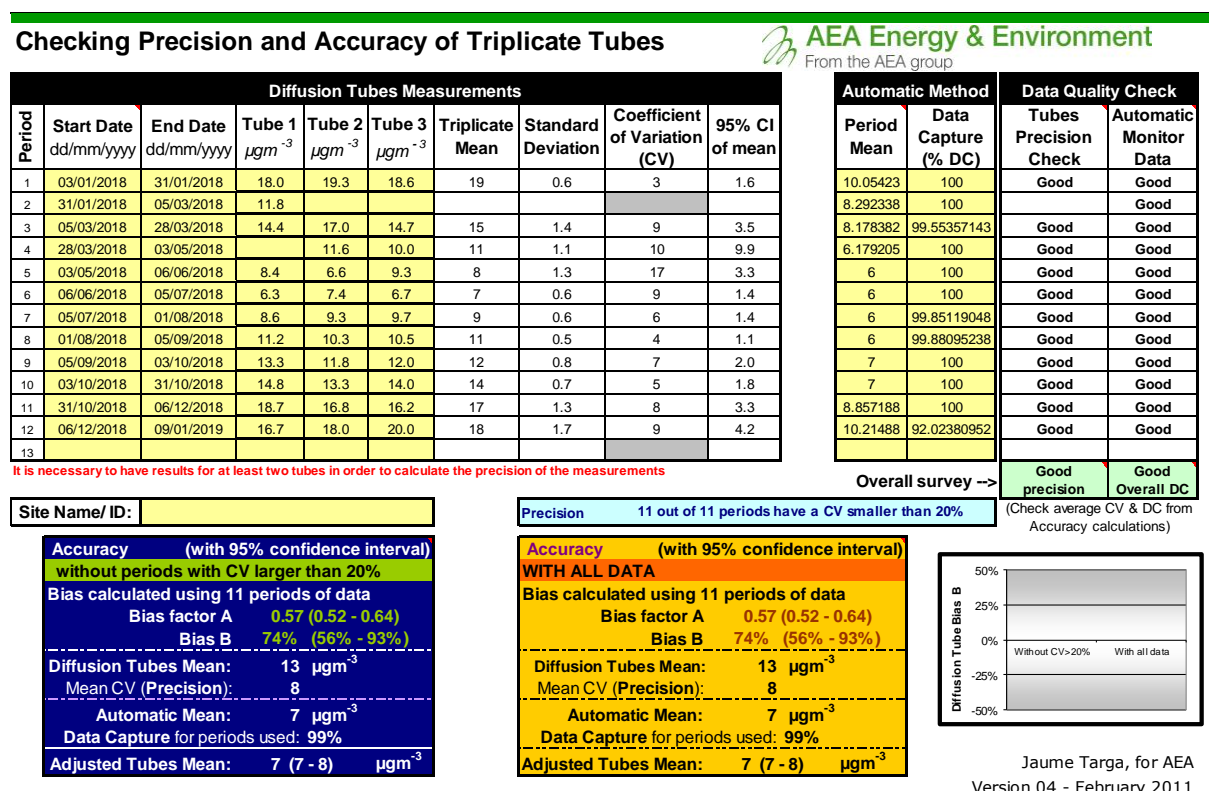 Checking Precision and Accuracy of Triplicate Tubes
AEA Energy & Environment
From the AEA group
Diffusion Tubes Measurements
Automatic Method
Data Quality Check
Period
Start Date dd/mm/yyyy
End Date dd/mm/yyyy
Tube 1 µgm -3
Tube 2 µgm -3
Tube 3 µgm -3
Triplicate Mean
Standard Deviation
Coefficient of Variation (CV)
95% CI of mean
Period Mean
Data Capture (% DC)
Tubes Precision Check
Automatic Monitor Data
1 03/01/2018 31/01/2018 18.0 19.3 18.6 19 0.6 3 1.6 10.05423 100 Good Good
2 31/01/2018 05/03/2018 11.8 8.292338 100 Good
3 05/03/2018 28/03/2018 14.4 17.0 14.7 15 1.4 9 3.5 8.178382 99.55357143 Good Good
4 28/03/2018 03/05/2018 11.6 10.0 11 1.1 10 9.9 6.179205 100 Good Good
5 03/05/2018 06/06/2018 8.4 6.6 9.3 8 1.3 17 3.3 6 100 Good Good
6 06/06/2018 05/07/2018 6.3 7.4 6.7 7 0.6 9 1.4 6 100 Good Good
7 05/07/2018 01/08/2018 8.6 9.3 9.7 9 0.6 6 1.4 6 99.85119048 Good Good
8 01/08/2018 05/09/2018 11.2 10.3 10.5 11 0.5 4 1.1 6 99.88095238 Good Good
9 05/09/2018 03/10/2018 13.3 11.8 12.0 12 0.8 7 2.0 7 100 Good Good
10 03/10/2018 31/10/2018 14.8 13.3 14.0 14 0.7 5 1.8 7 100 Good Good
11 31/10/2018 06/12/2018 18.7 16.8 16.2 17 1.3 8 3.3 8.857188 100 Good Good
12 06/12/2018 09/01/2019 16.7 18.0 20.0 18 1.7 9 4.2 10.21488 92.02380952 Good Good
13
It is necessary to have results for at least two tubes in order to calculate the precision of the measurements
Overall survey -->
Good precision
Good Overall DC
Site Name/ ID:
Precision 11 out of 11 periods have a CV smaller than 20%
(Check average CV & DC from
Accuracy calculations)
Accuracy (with 95% confidence interval)
without periods with CV larger than 20%
Bias calculated using 11 periods of data
Bias factor A 0.57 (0.52 - 0.64)
Bias B 74% (56% - 93%)
Diffusion Tubes Mean: 13 µgm-3
Mean CV (Precision): 8
Automatic Mean: 7 µgm-3
Data Capture for periods used: 99%
Adjusted Tubes Mean: 7 (7 - 8) µgm-3
Accuracy (with 95% confidence interval)
WITH ALL DATA
Bias calculated using 11 periods of data
Bias factor A 0.57 (0.52 - 0.64)
Bias B 74% (56% - 93%)
Diffusion Tubes Mean: 13 µgm-3
Mean CV (Precision): 8
Automatic Mean: 7 µgm-3
Data Capture for periods used: 99%
Adjusted Tubes Mean: 7 (7 - 8) µgm-3
Diffusion Tube Bias B
50%
25%
0%
-25%
-50%
Without CV>20% With all data
Jaume Targa, for AEA
Version 04 - February 2011